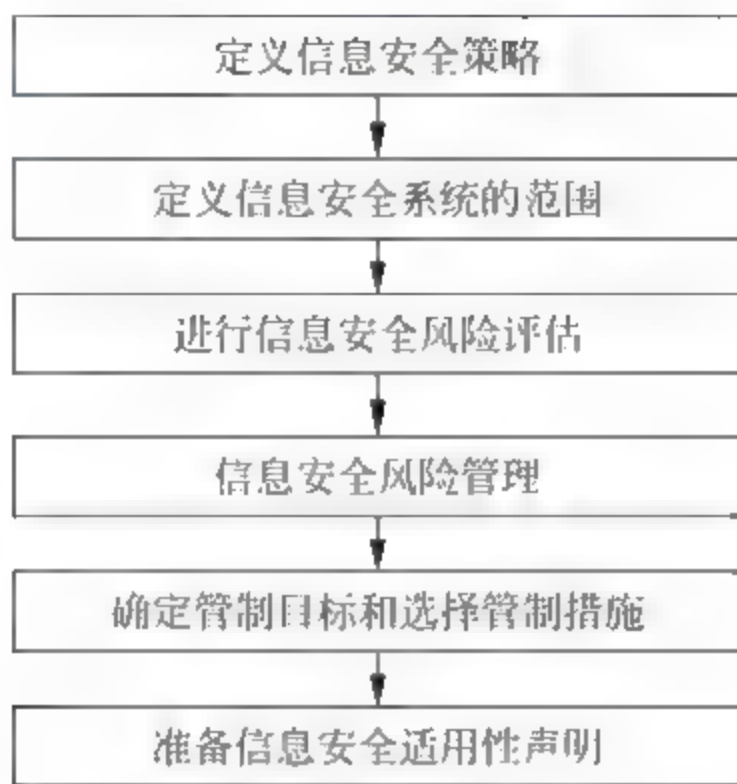 定义信息安全策略
定义信息安全系统的范围
进行信息安全风险评估
信息安全风险管理
确定管制目标和选择管制措施
准备信息安全适用性声明